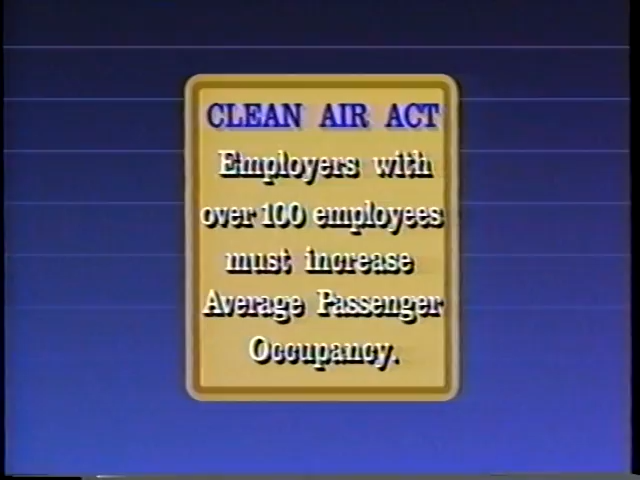 CLEAN AIR ACT
Employers with
over 100 employees
must increase
Average Passenger
Occupancy.